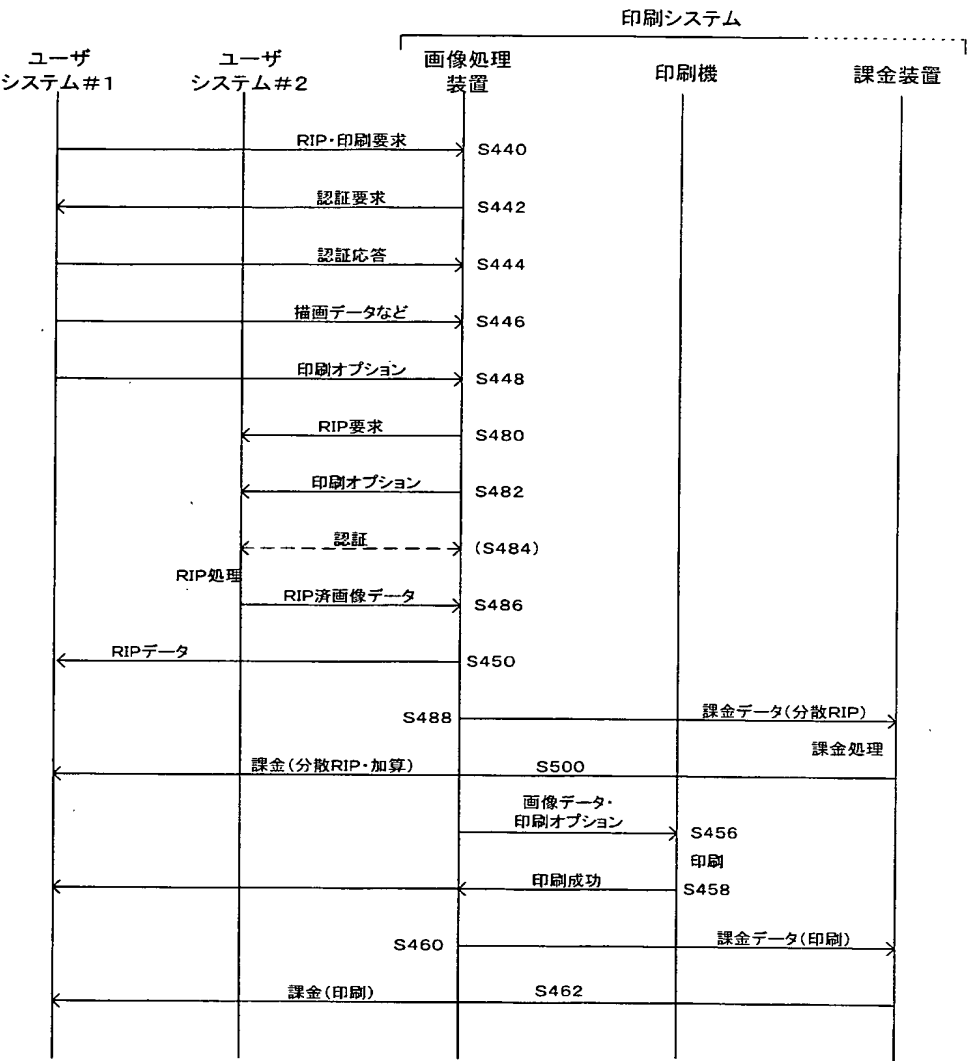 印刷システム
ユーザ
システム#1
ユーザ
システム#2
画像処理
装置
印刷機
課金装置
RIP・印刷要求
S440
認証要求
S442
認証応答
S444
描画データなど
S446
印刷オプション
S448
RIP要求
S480
印刷オプション
S482
認証
(S484)
RIP処理
RIP済画像データ
S486
RIPデータ
S450
S488
課金データ(分散RIP)
課金処理
課金(分散RIP・加算)
S500
画像データ・
印刷オプション
S456
印刷
印刷成功
S458
S460
課金データ(印刷)
課金(印刷)
S462